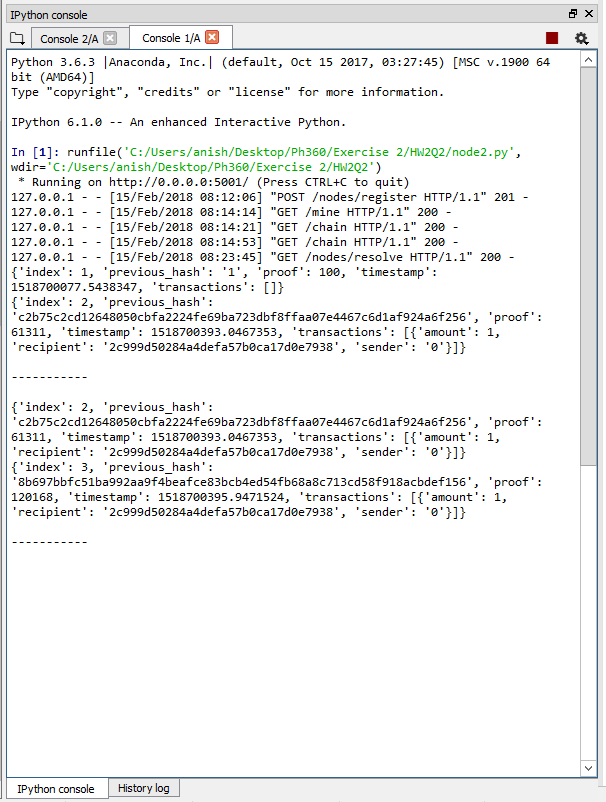 IPython console
Console 2/A
Console 1/A
Python 3.6.3 |Anaconda, Inc.| (default, Oct 15 2017, 03:27:45) [MSC v.1900 64
bit (AMD64)]
Type "copyright", "credits" or "license" for more information.
IPython 6.1.0 -- An enhanced Interactive Python.
In [1]: runfile('C:/Users/anish/Desktop/Ph360/Exercise 2/HW2Q2/node2.py',
wdir='C:/Users/anish/Desktop/Ph360/Exercise 2/HW2Q2')
* Running on http://0.0.0.0:5001/ (Press CTRL+C to quit)
127.0.0.1 - - [15/Feb/2018 08:12:06] "POST /nodes/register HTTP/1.1" 201 -
127.0.0.1 - - [15/Feb/2018 08:14:14] "GET /mine HTTP/1.1" 200 -
127.0.0.1 - - [15/Feb/2018 08:14:21] "GET /chain HTTP/1.1" 200 -
127.0.0.1 - - [15/Feb/2018 08:14:53] "GET /chain HTTP/1.1" 200 -
127.0.0.1 - - [15/Feb/2018 08:23:45] "GET /nodes/resolve HTTP/1.1" 200 -
{'index': 1, 'previous_hash': '1', 'proof': 100, 'timestamp':
1518700077.5438347, 'transactions': []}
{'index': 2, 'previous_hash':
'c2b75c2cd12648050cbfa2224fe69ba723dbf8ffaa07e4467c6d1af924a6f256', 'proof':
61311, 'timestamp': 1518700393.0467353, 'transactions': [{'amount': 1,
'recipient': '2c999d50284a4defa57b0ca17d0e7938', 'sender': '0'}]}
-----------
{'index': 2, 'previous_hash':
'c2b75c2cd12648050cbfa2224fe69ba723dbf8ffaa07e4467c6d1af924a6f256', 'proof':
61311, 'timestamp': 1518700393.0467353, 'transactions': [{'amount': 1,
'recipient': '2c999d50284a4defa57b0ca17d0e7938', 'sender': '0'}]}
{'index': 3, 'previous_hash':
'8b697bbfc51ba992aa9f4beafce83bcb4ed54fb68a8c713cd58f918acbdef156', 'proof':
120168, 'timestamp': 1518700395.9471524, 'transactions': [{'amount': 1,
'recipient': '2c999d50284a4defa57b0ca17d0e7938', 'sender': '0'}]}
-----------
IPython console
History log